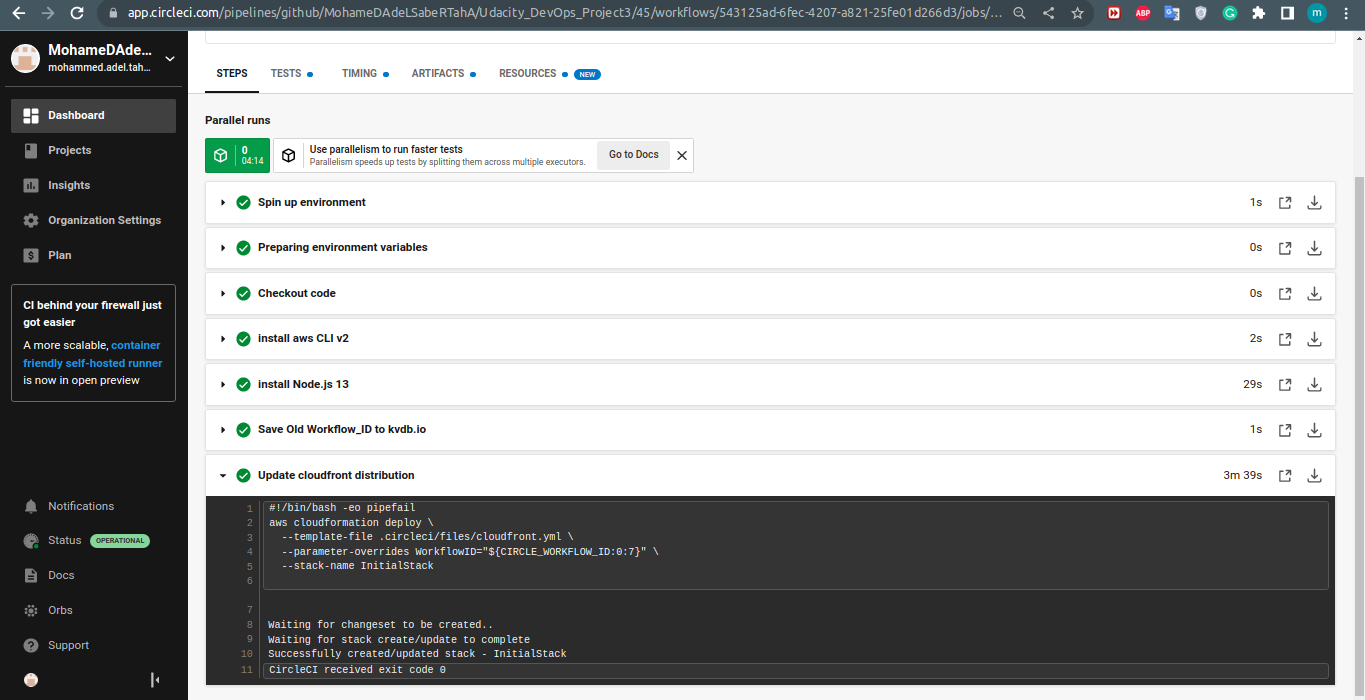 app.circleci.com/pipelines/github/MohameDAdeLSabeRTahA/Udacity_DevOps_Project3/45/workflows/543125ad-6fec-4207-a821-25fe01d266d3/jobs/...
ABP
G
m
MohameDAde...
mohammed.adel.tah...
Dashboard
Projects
Insights
Organization Settings
$
Plan
CI behind your firewall just
got easier
A more scalable, container
friendly self-hosted runner
is now in open preview
Notifications
Status OPERATIONAL
Docs
Orbs
? Support
STEPS TESTS TIMING ARTIFACTS RESOURCES NEW
Parallel runs
0
04:14
Use parallelism to run faster tests
Parallelism speeds up tests by splitting them across multiple executors.
Go to Docs
Spin up environment 1s
Preparing environment variables 0s
Checkout code 0s
install aws CLI v2 2s
install Node.js 13 29s
Save Old Workflow_ID to kvdb.io 1s
Update cloudfront distribution 3m 39s
1 #!/bin/bash -eo pipefail
2 aws cloudformation deploy \
3 --template-file .circleci/files/cloudfront.yml \
4 --parameter-overrides WorkflowID="${CIRCLE_WORKFLOW_ID:0:7}" \
5 --stack-name InitialStack
6
7
8 Waiting for changeset to be created..
9 Waiting for stack create/update to complete
10 Successfully created/updated stack - InitialStack
11 CircleCI received exit code 0